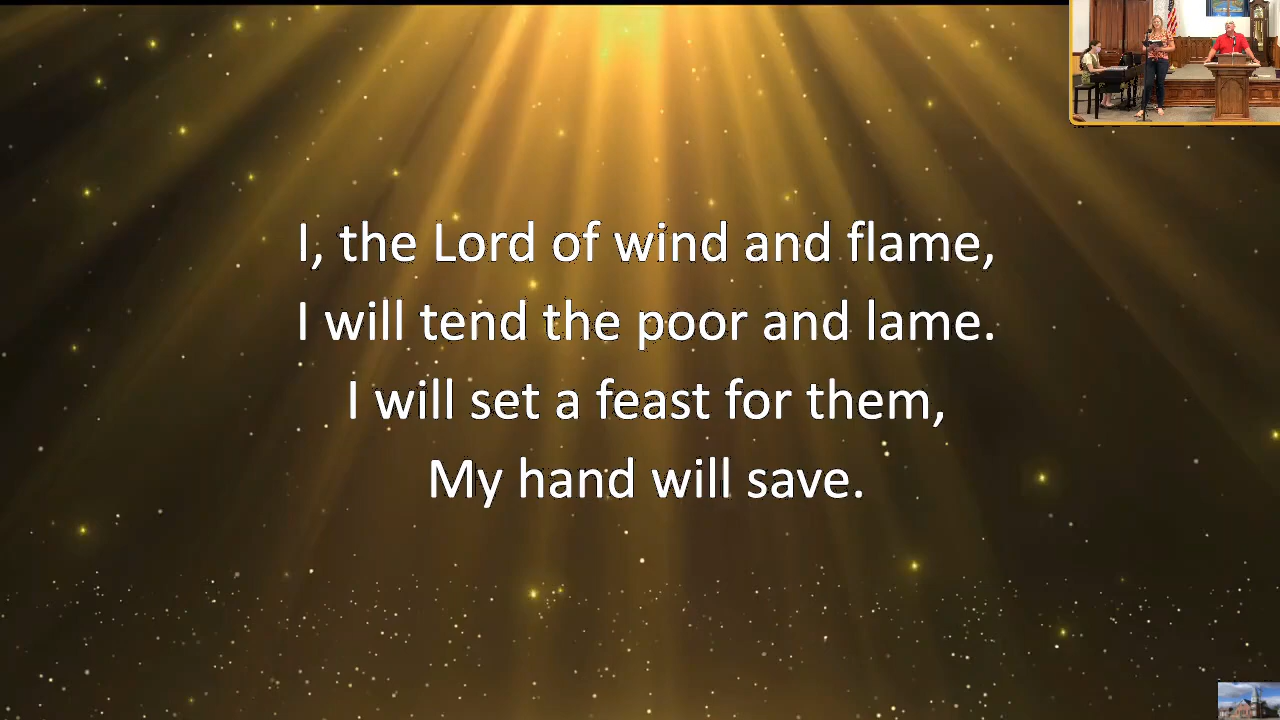 I, the Lord of wind and flame,
I will tend the poor and lame.
I will set a feast for them,
My hand will save.